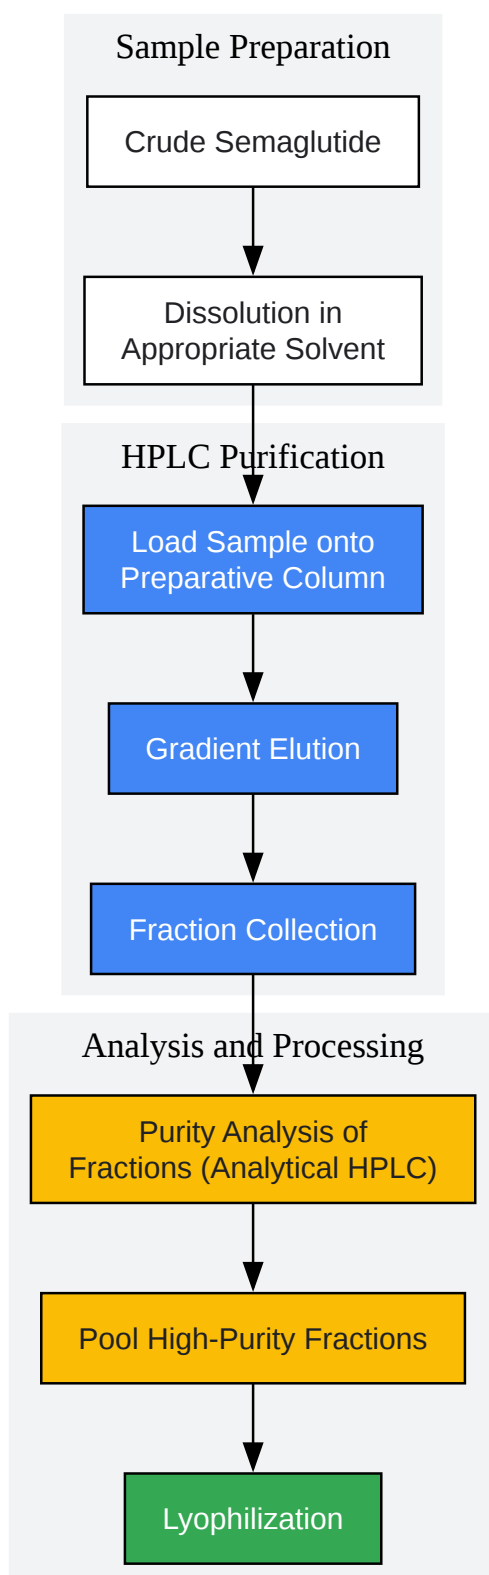 Sample Preparation
Crude Semaglutide
Dissolution in
Appropriate Solvent
HPLC Purification
Load Sample onto
Preparative Column
Gradient Elution
Fraction Collection
Analysis and Processing
Purity Analysis of
Fractions (Analytical HPLC)
Pool High-Purity Fractions
Lyophilization